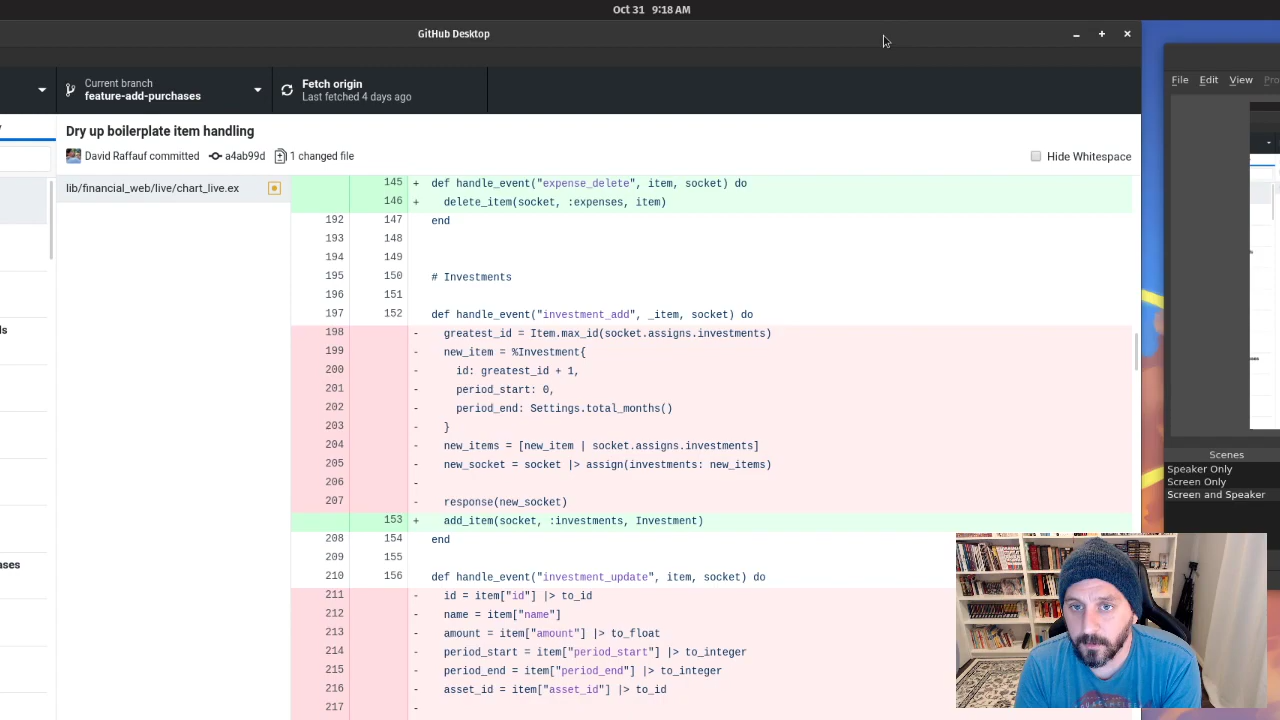 Oct 31 9:18 AM
GitHub Desktop
File Edit View Pro
Current branch
feature-add-purchases
Fetch origin
Last fetched 4 days ago
Dry up boilerplate item handling
David Raffauf committed a4ab99d 1 changed file
Hide Whitespace
lib/financial_web/live/chart_live.ex
145 + def handle_event("expense_delete", item, socket) do
146 + delete_item(socket, :expenses, item)
192 147 end
193 148
194 149
195 150 # Investments
196 151
197 152 def handle_event("investment_add", _item, socket) do
198 - greatest_id = Item.max_id(socket.assigns.investments)
199 - new_item = %Investment{
200 - id: greatest_id + 1,
201 - period_start: 0,
202 - period_end: Settings.total_months()
203 - }
204 - new_items = [new_item | socket.assigns.investments]
205 - new_socket = socket |> assign(investments: new_items)
206 -
207 - response(new_socket)
153 + add_item(socket, :investments, Investment)
208 154 end
209 155
210 156 def handle_event("investment_update", item, socket) do
211 - id = item["id"] |> to_id
212 - name = item["name"]
213 - amount = item["amount"] |> to_float
214 - period_start = item["period_start"] |> to_integer
215 - period_end = item["period_end"] |> to_integer
216 - asset_id = item["asset_id"] |> to_id
217 -
ls
ases
Scenes
Speaker Only
Screen Only
Screen and Speaker